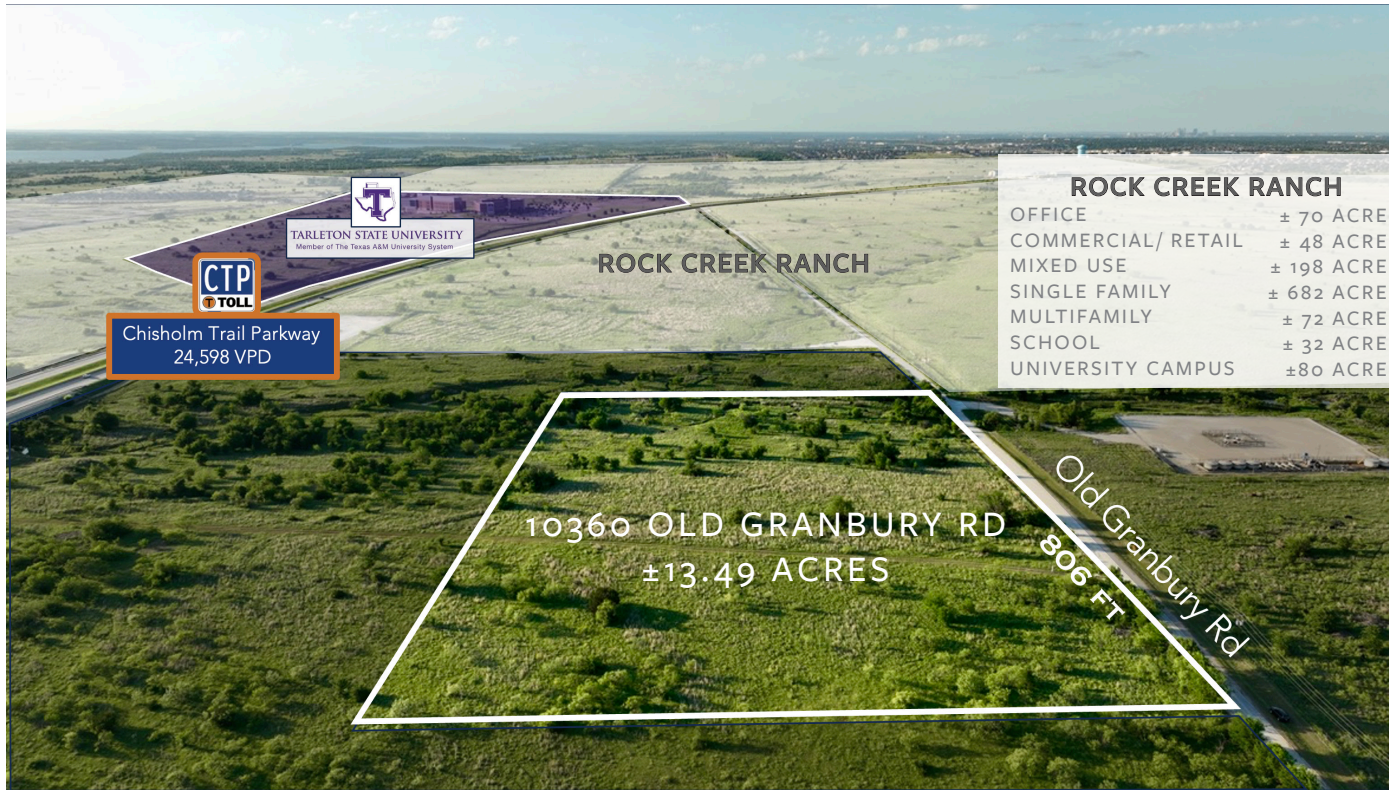 T
TARLETON STATE UNIVERSITY
Member of The Texas A&M University System
CTP
T TOLL
Chisholm Trail Parkway
24,598 VPD
ROCK CREEK RANCH
ROCK CREEK RANCH
OFFICE ± 70 ACRE
COMMERCIAL/ RETAIL ± 48 ACRE
MIXED USE ± 198 ACRE
SINGLE FAMILY ± 682 ACRE
MULTIFAMILY ± 72 ACRE
SCHOOL ± 32 ACRE
UNIVERSITY CAMPUS ±80 ACRE
10360 OLD GRANBURY RD
±13.49 ACRES
806 FT
Old Granbury Rd